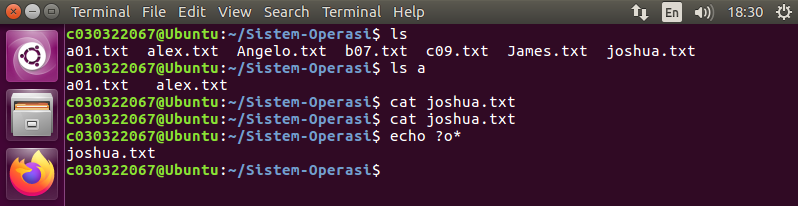 Terminal Terminal File Edit View Search Terminal Help En 18:30
c030322067@Ubuntu:~/Sistem-Operasi$ ls
a01.txt alex.txt Angelo.txt b07.txt c09.txt James.txt joshua.txt
c030322067@Ubuntu:~/Sistem-Operasi$ ls a
a01.txt alex.txt
c030322067@Ubuntu:~/Sistem-Operasi$ cat joshua.txt
c030322067@Ubuntu:~/Sistem-Operasi$ cat joshua.txt
c030322067@Ubuntu:~/Sistem-Operasi$ echo ?o*
joshua.txt
c030322067@Ubuntu:~/Sistem-Operasi$